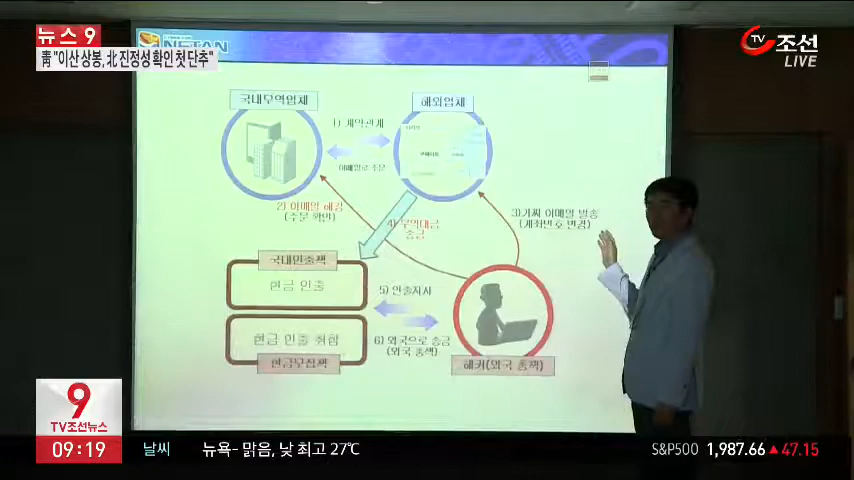 뉴스 9
靑 "이산 상봉, 北 진정성 확인 첫 단추"
NETAN
TV조선
LIVE
국내무역업체
해외업체
1) 계약관계
이메일로 주문
2) 이메일 해킹
(주문 확인)
4) 무역대금
송금
3)가짜 이메일 발송
(계좌번호 변경)
국내인출책
현금 인출
5) 인출지시
현금 인출 취합
현금수집책
6) 외국으로 송금
(외국 총책)
해커(외국 총책)
9
TV조선뉴스
09:19
날씨
뉴욕- 맑음, 낮 최고 27℃
S&P500 1,987.66 ▲47.15